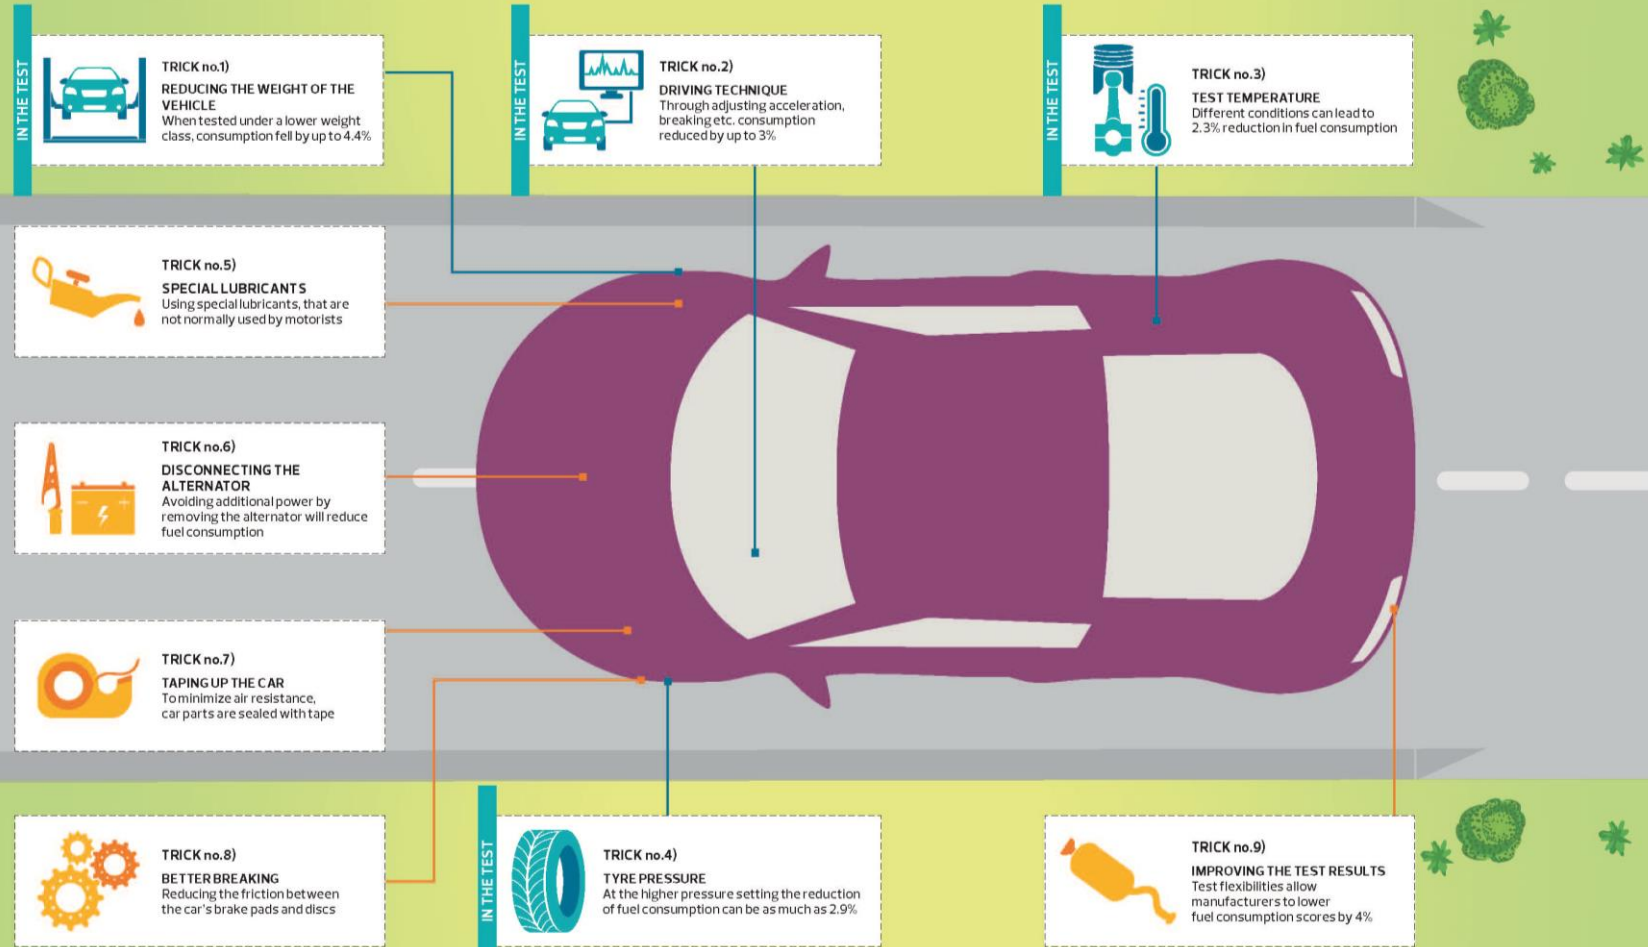 IN THE TEST
TRICK no.1)
REDUCING THE WEIGHT OF THE
VEHICLE
When tested under a lower weight
class, consumption fell by up to 4.4%
IN THE TEST
TRICK no.2)
DRIVING TECHNIQUE
Through adjusting acceleration,
breaking etc. consumption
reduced by up to 3%
IN THE TEST
TRICK no.3)
TEST TEMPERATURE
Different conditions can lead to
2.3% reduction in fuel consumption
TRICK no.5)
SPECIAL LUBRICANTS
Using special lubricants, that are
not normally used by motorists
TRICK no.6)
DISCONNECTING THE
ALTERNATOR
Avoiding additional power by
removing the alternator will reduce
fuel consumption
TRICK no.7)
TAPING UP THE CAR
To minimize air resistance,
car parts are sealed with tape
TRICK no.8)
BETTER BREAKING
Reducing the friction between
the car's brake pads and discs
IN THE TEST
TRICK no.4)
TYRE PRESSURE
At the higher pressure setting the reduction
of fuel consumption can be as much as 2.9%
TRICK no.9)
IMPROVING THE TEST RESULTS
Test flexibilities allow
manufacturers to lower
fuel consumption scores by 4%